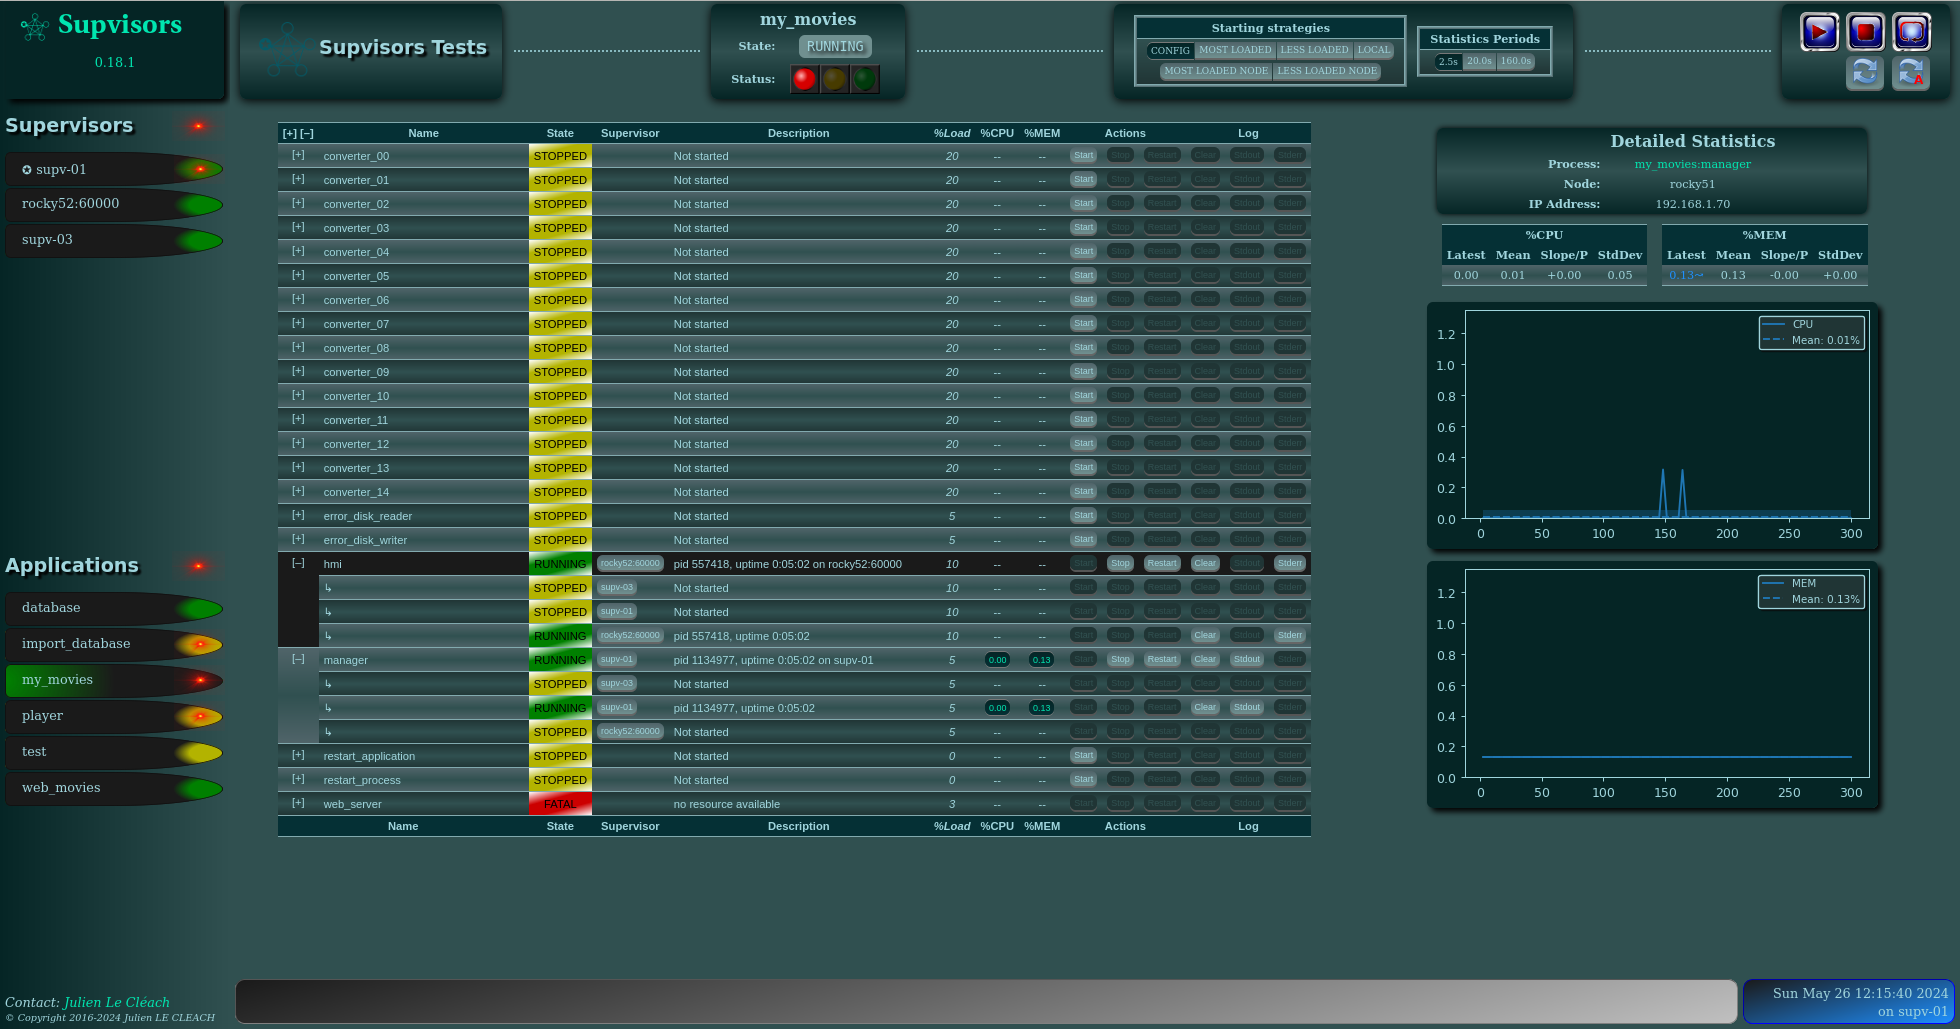 Supvisors
0.18.1
Supvisors Tests
my_movies
State: RUNNING
Status:
Starting strategies
CONFIG MOST LOADED LESS LOADED LOCAL
MOST LOADED NODE LESS LOADED NODE
Statistics Periods
2.5s 20.0s 160.0s
A
Supervisors
✪ supv-01
rocky52:60000
supv-03
Applications
database
import_database
my_movies
player
test
web_movies
Contact: Julien Le Cléach
© Copyright 2016-2024 Julien LE CLEACH
[+] [–] Name State Supervisor Description %Load %CPU %MEM Actions Log
[+] converter_00 STOPPED Not started 20 -- -- Start Stop Restart Clear Stdout Stderr
[+] converter_01 STOPPED Not started 20 -- -- Start Stop Restart Clear Stdout Stderr
[+] converter_02 STOPPED Not started 20 -- -- Start Stop Restart Clear Stdout Stderr
[+] converter_03 STOPPED Not started 20 -- -- Start Stop Restart Clear Stdout Stderr
[+] converter_04 STOPPED Not started 20 -- -- Start Stop Restart Clear Stdout Stderr
[+] converter_05 STOPPED Not started 20 -- -- Start Stop Restart Clear Stdout Stderr
[+] converter_06 STOPPED Not started 20 -- -- Start Stop Restart Clear Stdout Stderr
[+] converter_07 STOPPED Not started 20 -- -- Start Stop Restart Clear Stdout Stderr
[+] converter_08 STOPPED Not started 20 -- -- Start Stop Restart Clear Stdout Stderr
[+] converter_09 STOPPED Not started 20 -- -- Start Stop Restart Clear Stdout Stderr
[+] converter_10 STOPPED Not started 20 -- -- Start Stop Restart Clear Stdout Stderr
[+] converter_11 STOPPED Not started 20 -- -- Start Stop Restart Clear Stdout Stderr
[+] converter_12 STOPPED Not started 20 -- -- Start Stop Restart Clear Stdout Stderr
[+] converter_13 STOPPED Not started 20 -- -- Start Stop Restart Clear Stdout Stderr
[+] converter_14 STOPPED Not started 20 -- -- Start Stop Restart Clear Stdout Stderr
[+] error_disk_reader STOPPED Not started 5 -- -- Start Stop Restart Clear Stdout Stderr
[+] error_disk_writer STOPPED Not started 5 -- -- Start Stop Restart Clear Stdout Stderr
[–] hmi RUNNING rocky52:60000 pid 557418, uptime 0:05:02 on rocky52:60000 10 -- -- Start Stop Restart Clear Stdout Stderr
↳ STOPPED supv-03 Not started 10 -- -- Start Stop Restart Clear Stdout Stderr
↳ STOPPED supv-01 Not started 10 -- -- Start Stop Restart Clear Stdout Stderr
↳ RUNNING rocky52:60000 pid 557418, uptime 0:05:02 10 -- -- Start Stop Restart Clear Stdout Stderr
[–] manager RUNNING supv-01 pid 1134977, uptime 0:05:02 on supv-01 5 0.00 0.13 Start Stop Restart Clear Stdout Stderr
↳ STOPPED supv-03 Not started 5 -- -- Start Stop Restart Clear Stdout Stderr
↳ RUNNING supv-01 pid 1134977, uptime 0:05:02 5 0.00 0.13 Start Stop Restart Clear Stdout Stderr
↳ STOPPED rocky52:60000 Not started 5 -- -- Start Stop Restart Clear Stdout Stderr
[+] restart_application STOPPED Not started 0 -- -- Start Stop Restart Clear Stdout Stderr
[+] restart_process STOPPED Not started 0 -- -- Start Stop Restart Clear Stdout Stderr
[+] web_server FATAL no resource available 3 -- -- Start Stop Restart Clear Stdout Stderr
Name State Supervisor Description %Load %CPU %MEM Actions Log
Detailed Statistics
Process: my_movies:manager
Node: rocky51
IP Address: 192.168.1.70
%CPU
Latest Mean Slope/P StdDev
0.00 0.01 +0.00 0.05
%MEM
Latest Mean Slope/P StdDev
0.13→ 0.13 -0.00 +0.00
CPU
Mean: 0.01%
1.2
1.0
0.8
0.6
0.4
0.2
0.0
0 50 100 150 200 250 300
MEM
Mean: 0.13%
1.2
1.0
0.8
0.6
0.4
0.2
0.0
0 50 100 150 200 250 300
Sun May 26 12:15:40 2024
on supv-01